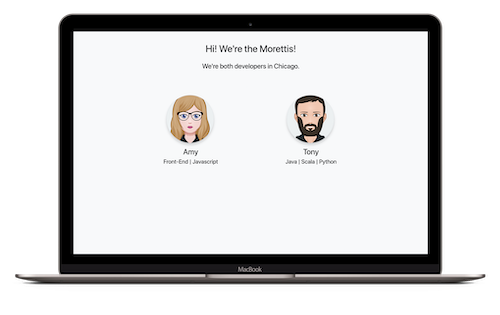 Hi! We're the Morettis!
We're both developers in Chicago.
Amy
Tony
Front-End | Javascript
Java | Scala | Python
MacBook